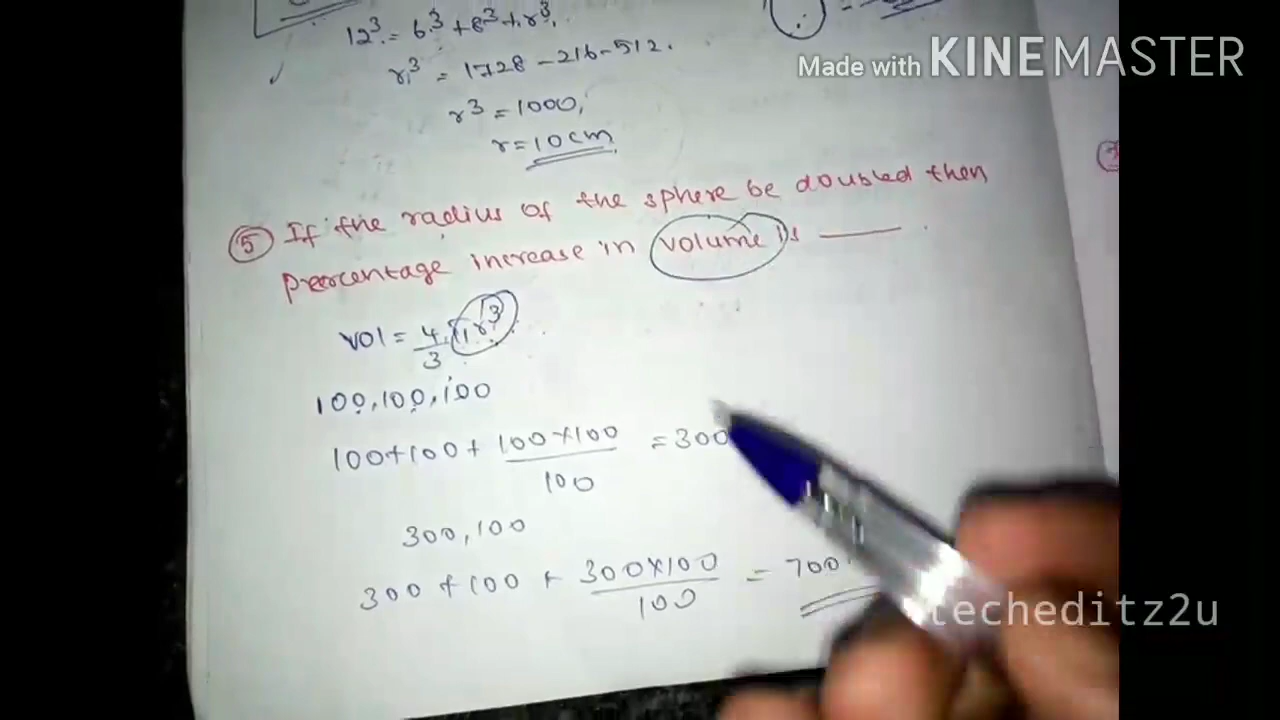 12³ = 6³ + 8³ + r³.
Made with KINEMASTER
r³ = 1728 - 216 - 512.
r³ = 1000,
r = 10cm
⑤ If the radius of the sphere be doubled then
percentage increase in volume is ____ .
vol = 4/3 πr³
100, 100, 100
100+100+ 100×100/100 = 300
300, 100
300 + 100 + 300×100/100 = 700
techeditz2u